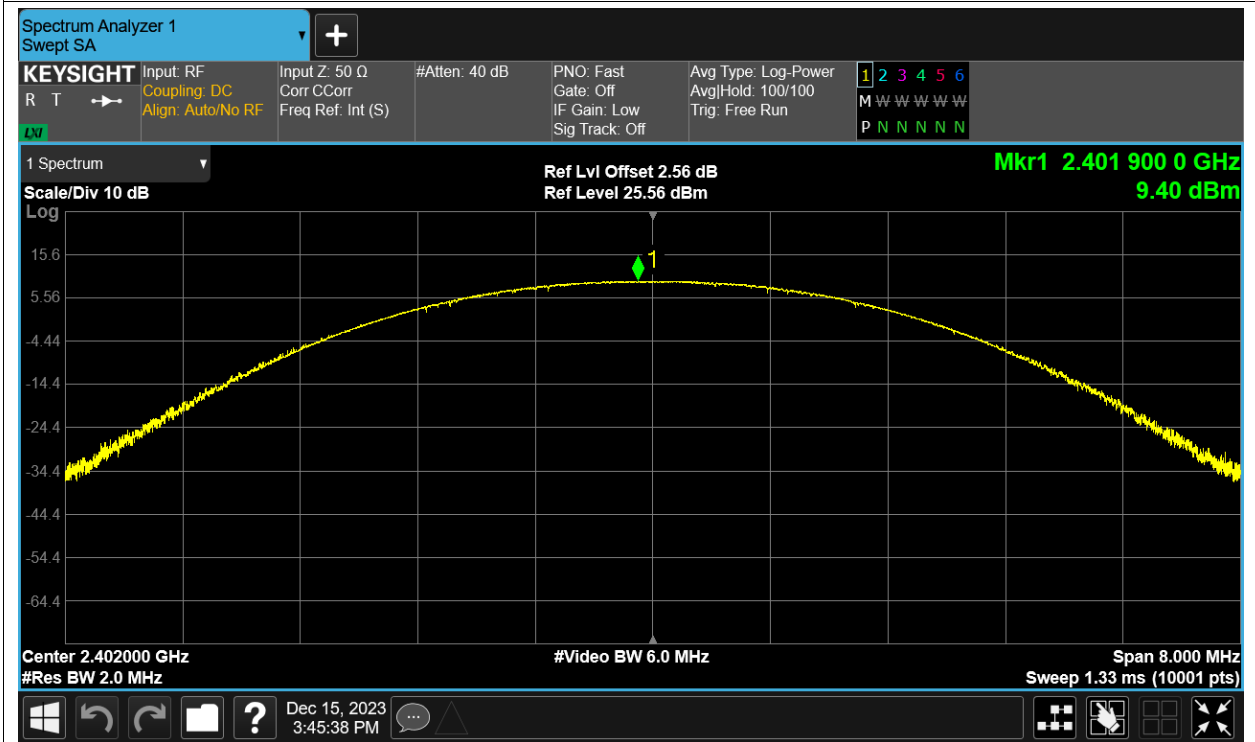 Spectrum Analyzer 1
Swept SA
+
KEYSIGHT
R T
LXI
Input: RF
Coupling: DC
Align: Auto/No RF
Input Z: 50 Ω
Corr CCorr
Freq Ref: Int (S)
#Atten: 40 dB
PNO: Fast
Gate: Off
IF Gain: Low
Sig Track: Off
Avg Type: Log-Power
Avg|Hold: 100/100
Trig: Free Run
1 2 3 4 5 6
M W W W W W
P N N N N N
1 Spectrum
Scale/Div 10 dB
Log
Ref Lvl Offset 2.56 dB
Ref Level 25.56 dBm
Mkr1 2.401 900 0 GHz
9.40 dBm
1
15.6
5.56
-4.44
-14.4
-24.4
-34.4
-44.4
-54.4
-64.4
Center 2.402000 GHz
#Res BW 2.0 MHz
#Video BW 6.0 MHz
Span 8.000 MHz
Sweep 1.33 ms (10001 pts)
?
Dec 15, 2023
3:45:38 PM